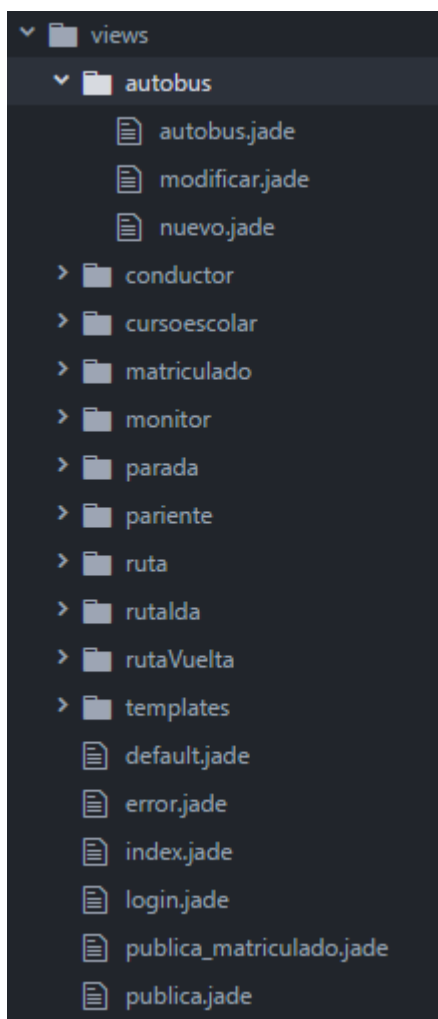 views
autobus
autobus.jade
modificar.jade
nuevo.jade
conductor
cursoescolar
matriculado
monitor
parada
pariente
ruta
rutaIda
rutaVuelta
templates
default.jade
error.jade
index.jade
login.jade
publica_matriculado.jade
publica.jade